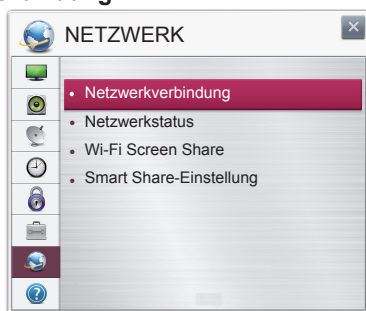 NETZWERK
Netzwerkverbindung
Netzwerkstatus
Wi-Fi Screen Share
Smart Share-Einstellung